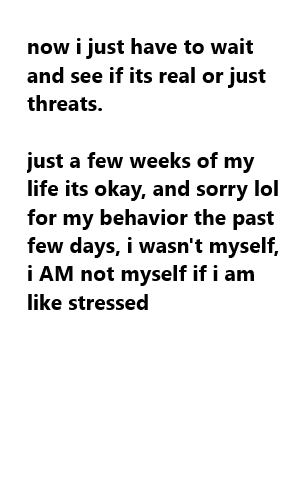 now i just have to wait
and see if its real or just
threats.
just a few weeks of my
life its okay, and sorry lol
for my behavior the past
few days, i wasn't myself,
i AM not myself if i am
like stressed